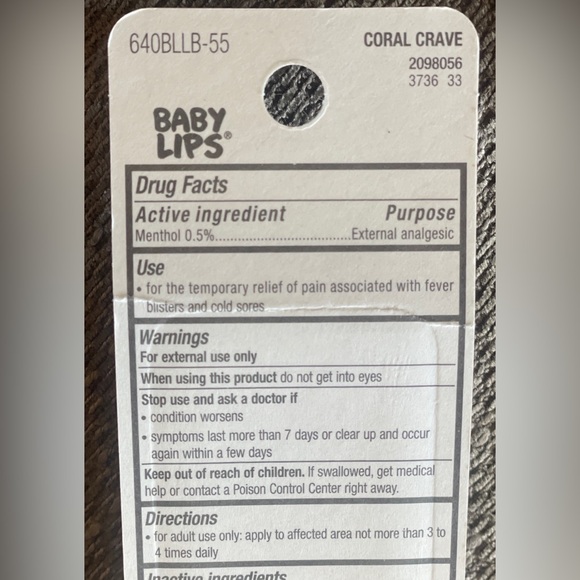 640BLLB-55 CORAL CRAVE
2098056
3736 33
BABY
LIPS®
Drug Facts
Active ingredient Purpose
Menthol 0.5%......................................External analgesic
Use
• for the temporary relief of pain associated with fever
blisters and cold sores
Warnings
For external use only
When using this product do not get into eyes
Stop use and ask a doctor if
• condition worsens
• symptoms last more than 7 days or clear up and occur
again within a few days
Keep out of reach of children. If swallowed, get medical
help or contact a Poison Control Center right away.
Directions
• for adult use only: apply to affected area not more than 3 to
4 times daily
Inactive ingredients